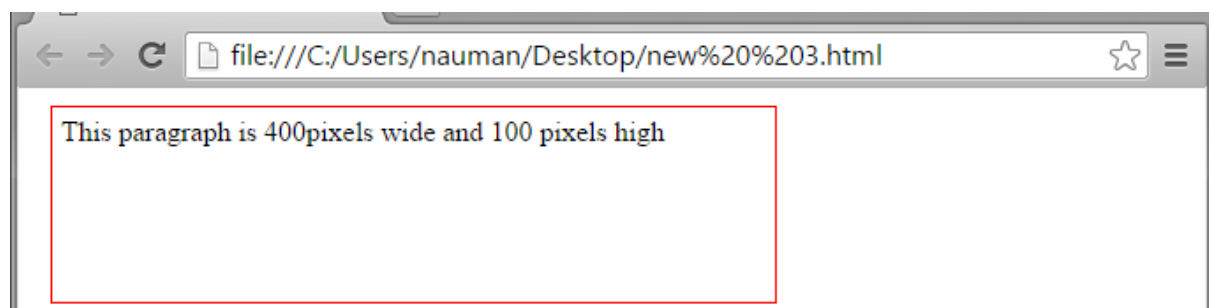 file:///C:/Users/nauman/Desktop/new%20%203.html
This paragraph is 400pixels wide and 100 pixels high